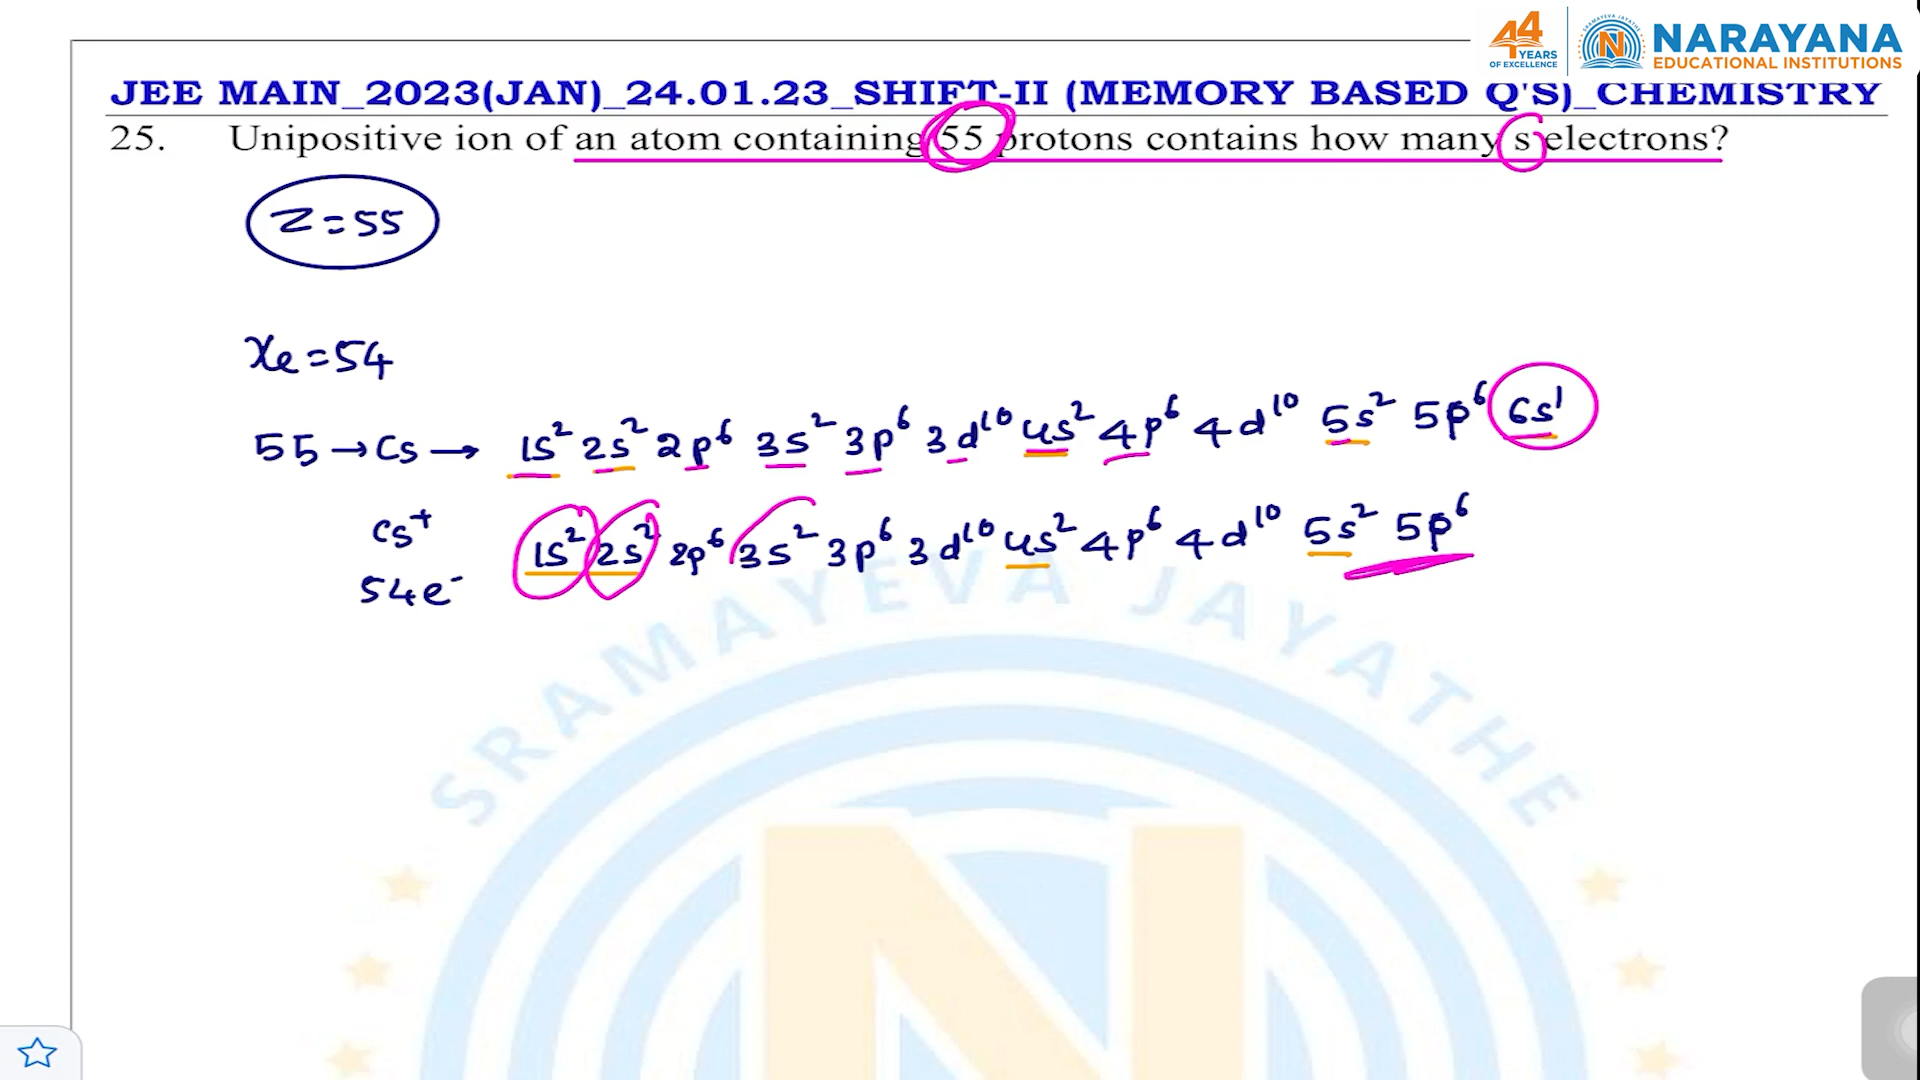 44
YEARS
OF EXCELLENCE
SRAMAYEVA JAYATHE
N
NARAYANA
EDUCATIONAL INSTITUTIONS
JEE MAIN_2023(JAN)_24.01.23_SHIFT-II (MEMORY BASED Q'S)_CHEMISTRY
25. Unipositive ion of an atom containing 55 protons contains how many s electrons?
Z=55
Xe=54
55→Cs→ 1s² 2s² 2p⁶ 3s² 3p⁶ 3d¹⁰ 4s² 4p⁶ 4d¹⁰ 5s² 5p⁶ 6s¹
Cs⁺ 1s² 2s² 2p⁶ 3s² 3p⁶ 3d¹⁰ 4s² 4p⁶ 4d¹⁰ 5s² 5p⁶
54e⁻
SRAMAYEVA JAYATHE
N